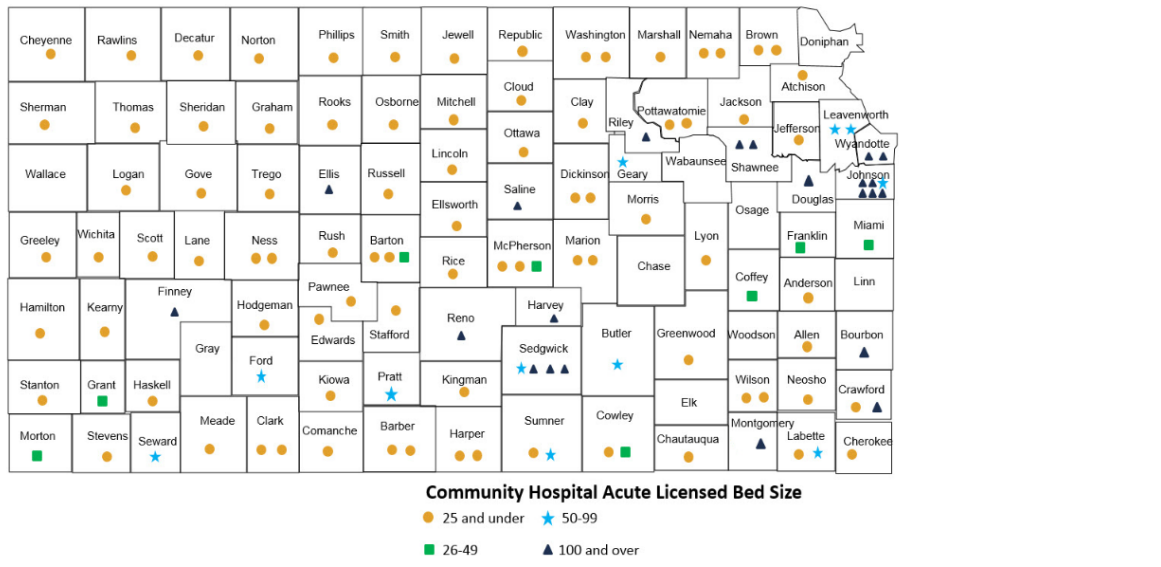 Cheyenne
Rawlins
Decatur
Norton
Phillips
Smith
Jewell
Republic
Washington
Marshall
Nemaha
Brown
Doniphan
Sherman
Thomas
Sheridan
Graham
Rooks
Osborne
Mitchell
Cloud
Clay
Riley
Pottawatomie
Jackson
Atchison
Jefferson
Leavenworth
Wyandotte
Wallace
Logan
Gove
Trego
Ellis
Russell
Lincoln
Ottawa
Saline
Dickinson
Geary
Wabaunsee
Shawnee
Douglas
Johnson
Greeley
Wichita
Scott
Lane
Ness
Rush
Barton
Ellsworth
Rice
McPherson
Marion
Morris
Chase
Lyon
Osage
Franklin
Miami
Hamilton
Kearny
Finney
Hodgeman
Pawnee
Edwards
Stafford
Reno
Harvey
Butler
Greenwood
Coffey
Anderson
Linn
Stanton
Grant
Haskell
Gray
Ford
Kiowa
Pratt
Kingman
Sedgwick
Woodson
Allen
Bourbon
Morton
Stevens
Seward
Meade
Clark
Comanche
Barber
Harper
Sumner
Cowley
Elk
Chautauqua
Wilson
Neosho
Crawford
Montgomery
Labette
Cherokee
Community Hospital Acute Licensed Bed Size
25 and under
50-99
26-49
100 and over